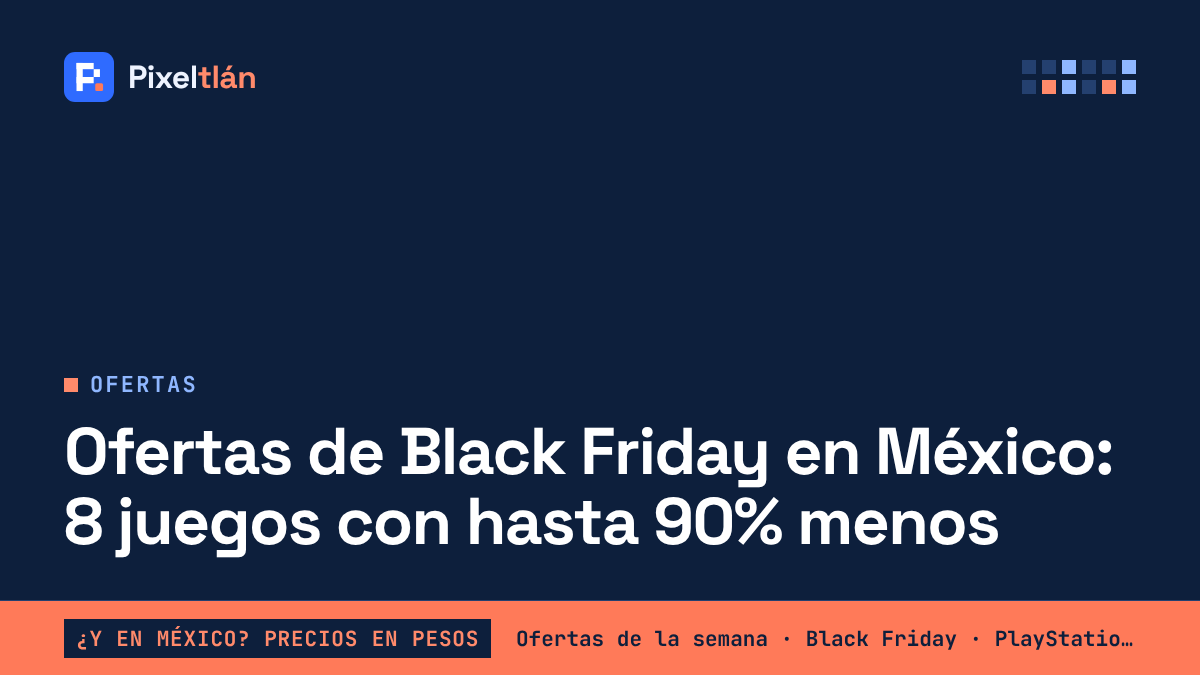 Pixeltlán
OFERTAS
Ofertas de Black Friday en México:
8 juegos con hasta 90% menos
¿Y EN MÉXICO? PRECIOS EN PESOS
Ofertas de la semana · Black Friday · PlayStatio…